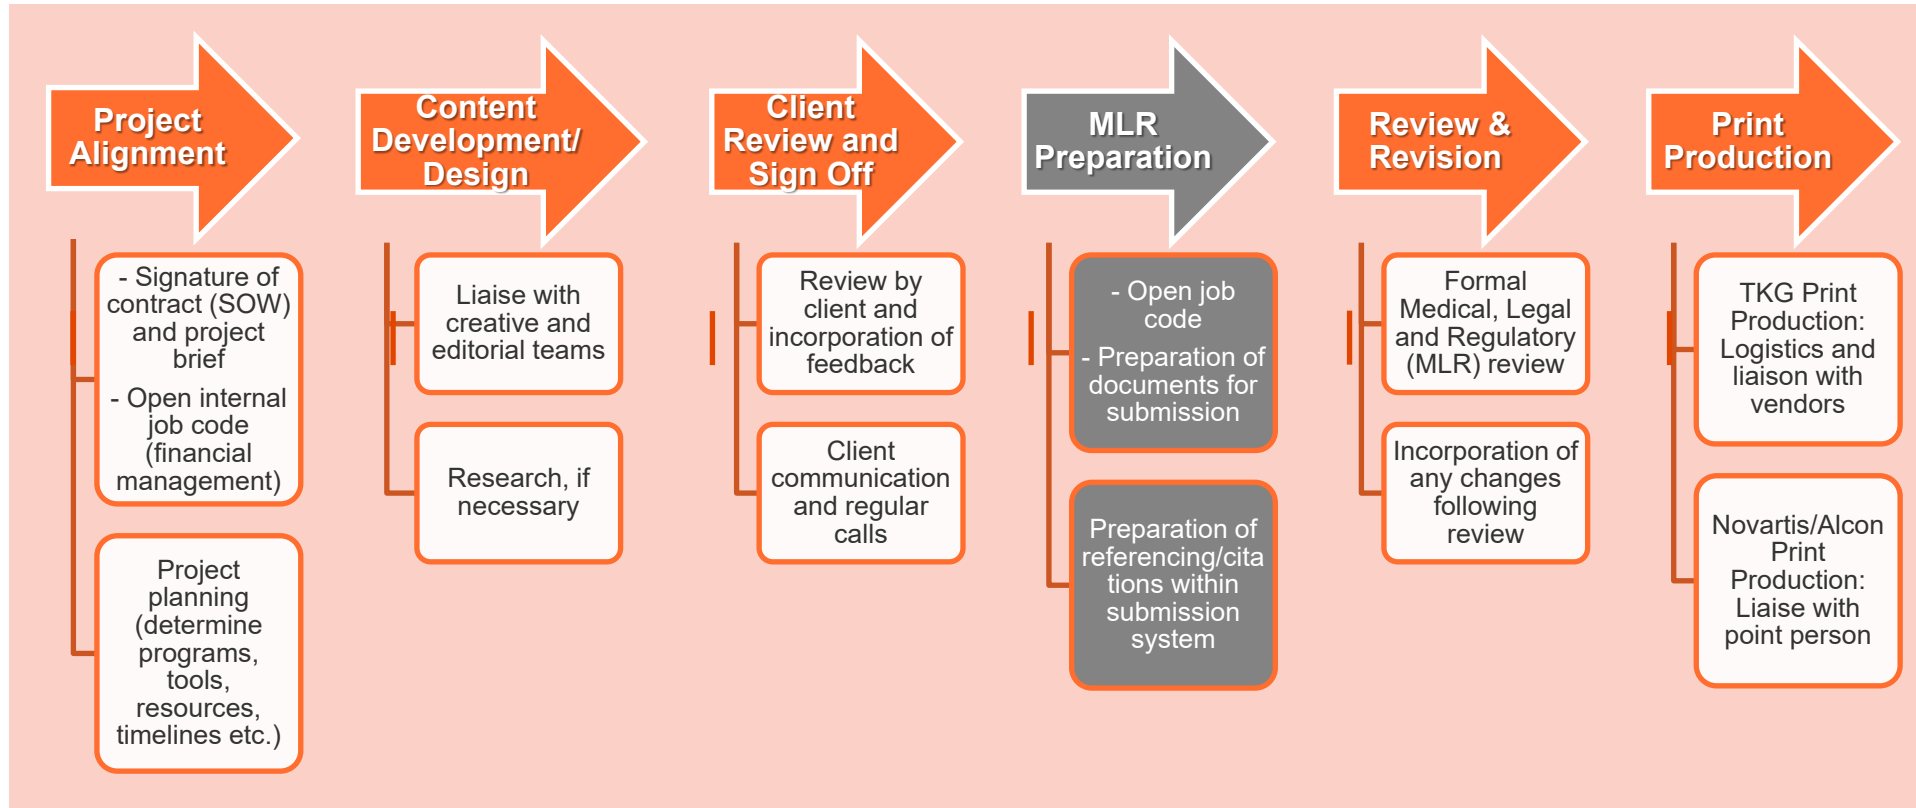 Project
Alignment
- Signature of
contract (SOW)
and project
brief
- Open internal
job code
(financial
management)
Project
planning
(determine
programs,
tools,
resources,
timelines etc.)
Content
Development/
Design
Liaise with
creative and
editorial teams
Research, if
necessary
Client
Review and
Sign Off
Review by
client and
incorporation of
feedback
Client
communication
and regular
calls
MLR
Preparation
- Open job
code
- Preparation of
documents for
submission
Preparation of
referencing/cita
tions within
submission
system
Review &
Revision
Formal
Medical, Legal
and Regulatory
(MLR) review
Incorporation of
any changes
following
review
Print
Production
TKG Print
Production:
Logistics and
liaison with
vendors
Novartis/Alcon
Print
Production:
Liaise with
point person